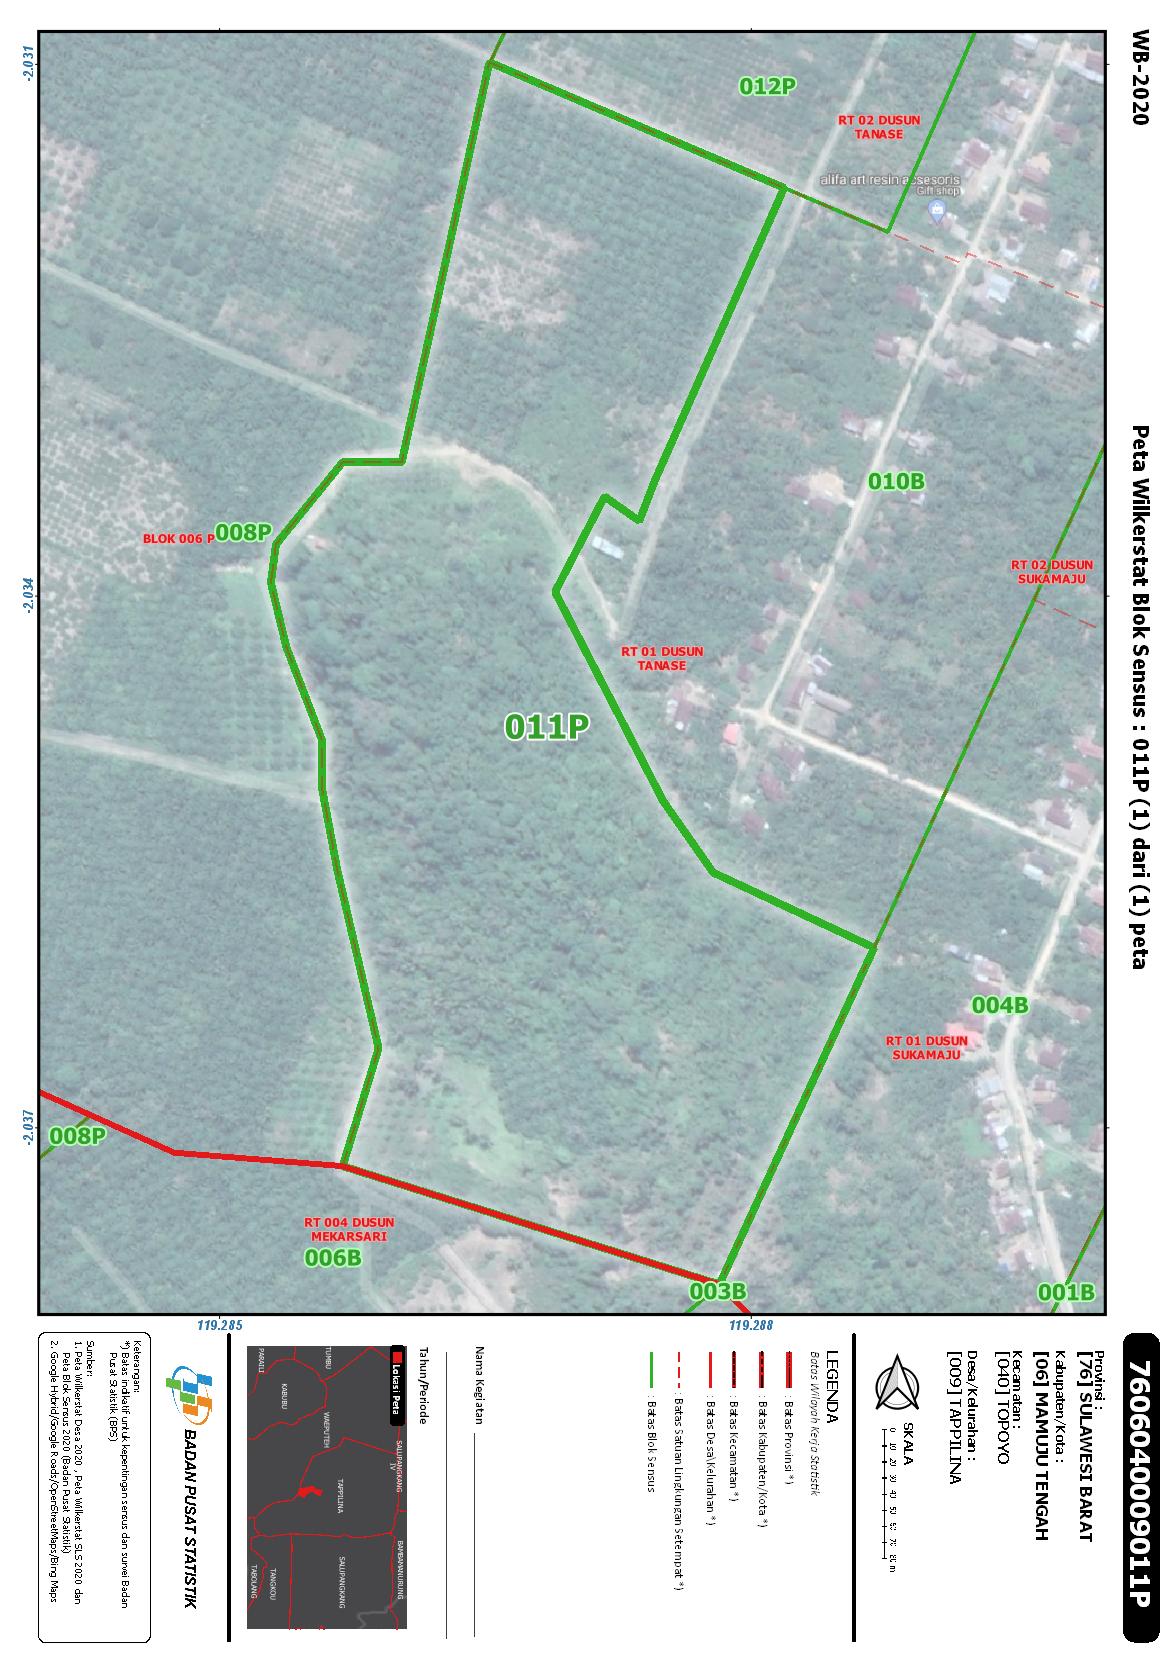 WB-2020
Peta Wilkerstat Blok Sensus : 011P (1) dari (1) peta
7606040009011P
-2.031
-2.034
-2.037
119.285
119.288
012P
RT 02 DUSUN
TANASE
alifa art resin acsesoris
Gift shop
010B
BLOK 006 P
008P
RT 02 DUSUN
SUKAMAJU
RT 01 DUSUN
TANASE
011P
004B
RT 01 DUSUN
SUKAMAJU
008P
RT 004 DUSUN
MEKARSARI
006B
003B
001B
Provinsi :
[76] SULAWESI BARAT
Kabupaten/Kota :
[06] MAMUJU TENGAH
Kecamatan :
[040] TOPOYO
Desa/Kelurahan :
[009] TAPPILINA
SKALA
0 10 20 30 40 50 60 70 80 m
LEGENDA
Batas Wilayah Kerja Statistik
: Batas Provinsi *)
: Batas Kabupaten/Kota *)
: Batas Kecamatan *)
: Batas Desa\Kelurahan *)
: Batas Satuan Lingkungan Setempat *)
: Batas Blok Sensus
Nama Kegiatan
Tahun/Periode
Lokasi Peta
SALUPANGKANG
IV
BAMBAMANURUNG
TUMBU
WAEPUTEH
TAPPILINA
SALUPANGKANG
KABUBU
PARAILI
TANGKOU
TABOLANG
BADAN PUSAT STATISTIK
Keterangan:
*) Batas indikatif untuk kepentingan sensus dan survei Badan
Pusat Statistik (BPS)
Sumber:
1. Peta Wilkerstat Desa 2020 , Peta Wilkerstat SLS 2020 dan
Peta Blok Sensus 2020 (Badan Pusat Statistik)
2. Google Hybrid/Google Roads/OpenStreetMaps/Bing Maps